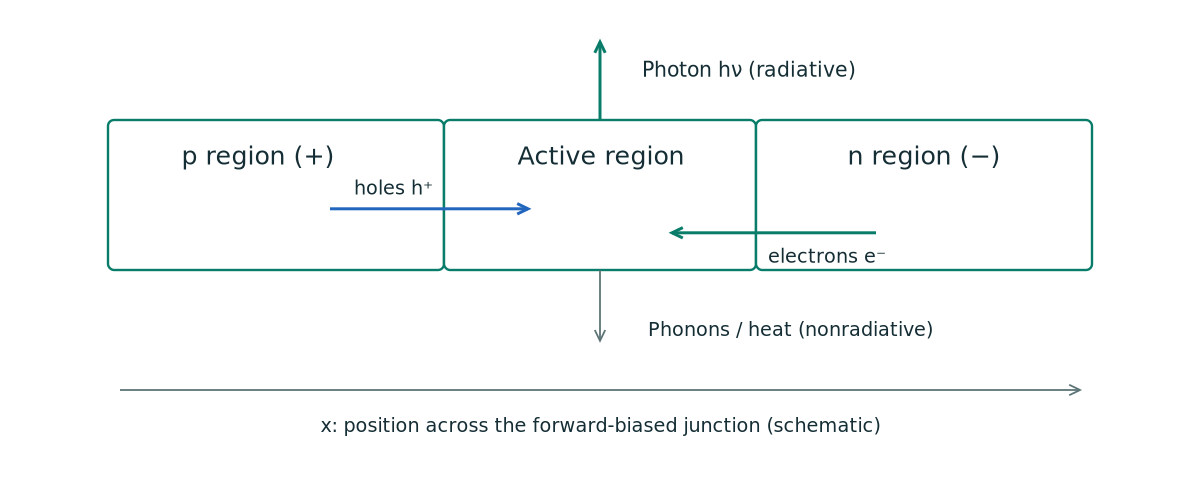 Photon hν (radiative)
p region (+)
Active region
n region (−)
holes h⁺
electrons e⁻
Phonons / heat (nonradiative)
x: position across the forward-biased junction (schematic)